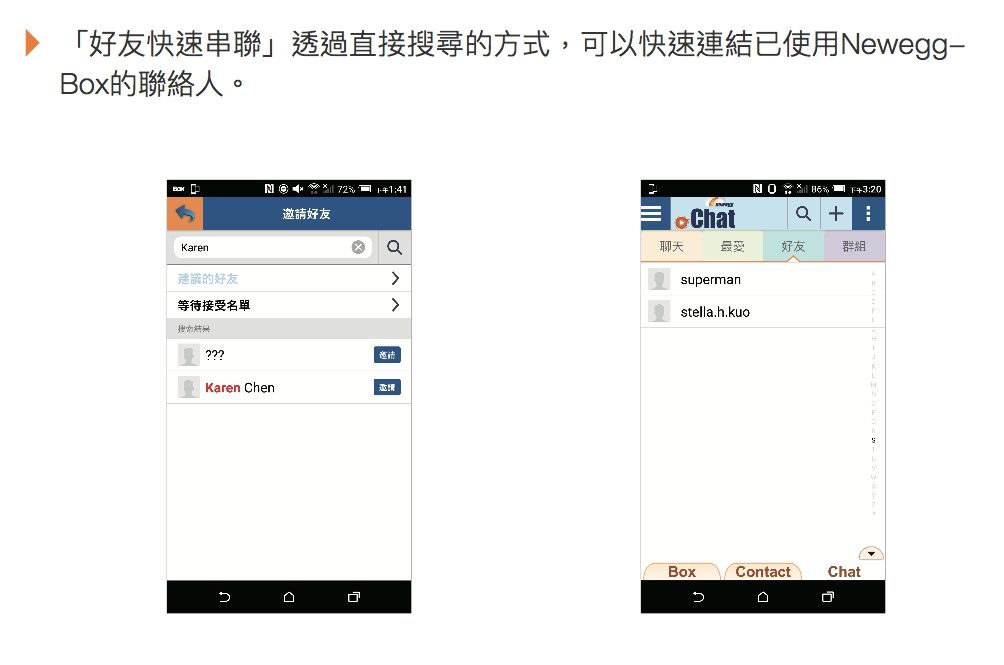 「好友快速串聯」透過直接搜尋的方式，可以快速連結已使用Newegg-
Box的聯絡人。
BOX 72% 下午1:41
邀請好友
Karen
建議的好友
等待接受名單
搜索結果
??? 邀請
Karen Chen 邀請
86% 下午3:20
newegg
Chat
聊天 最愛 好友 群組
superman
stella.h.kuo
S
Box Contact Chat